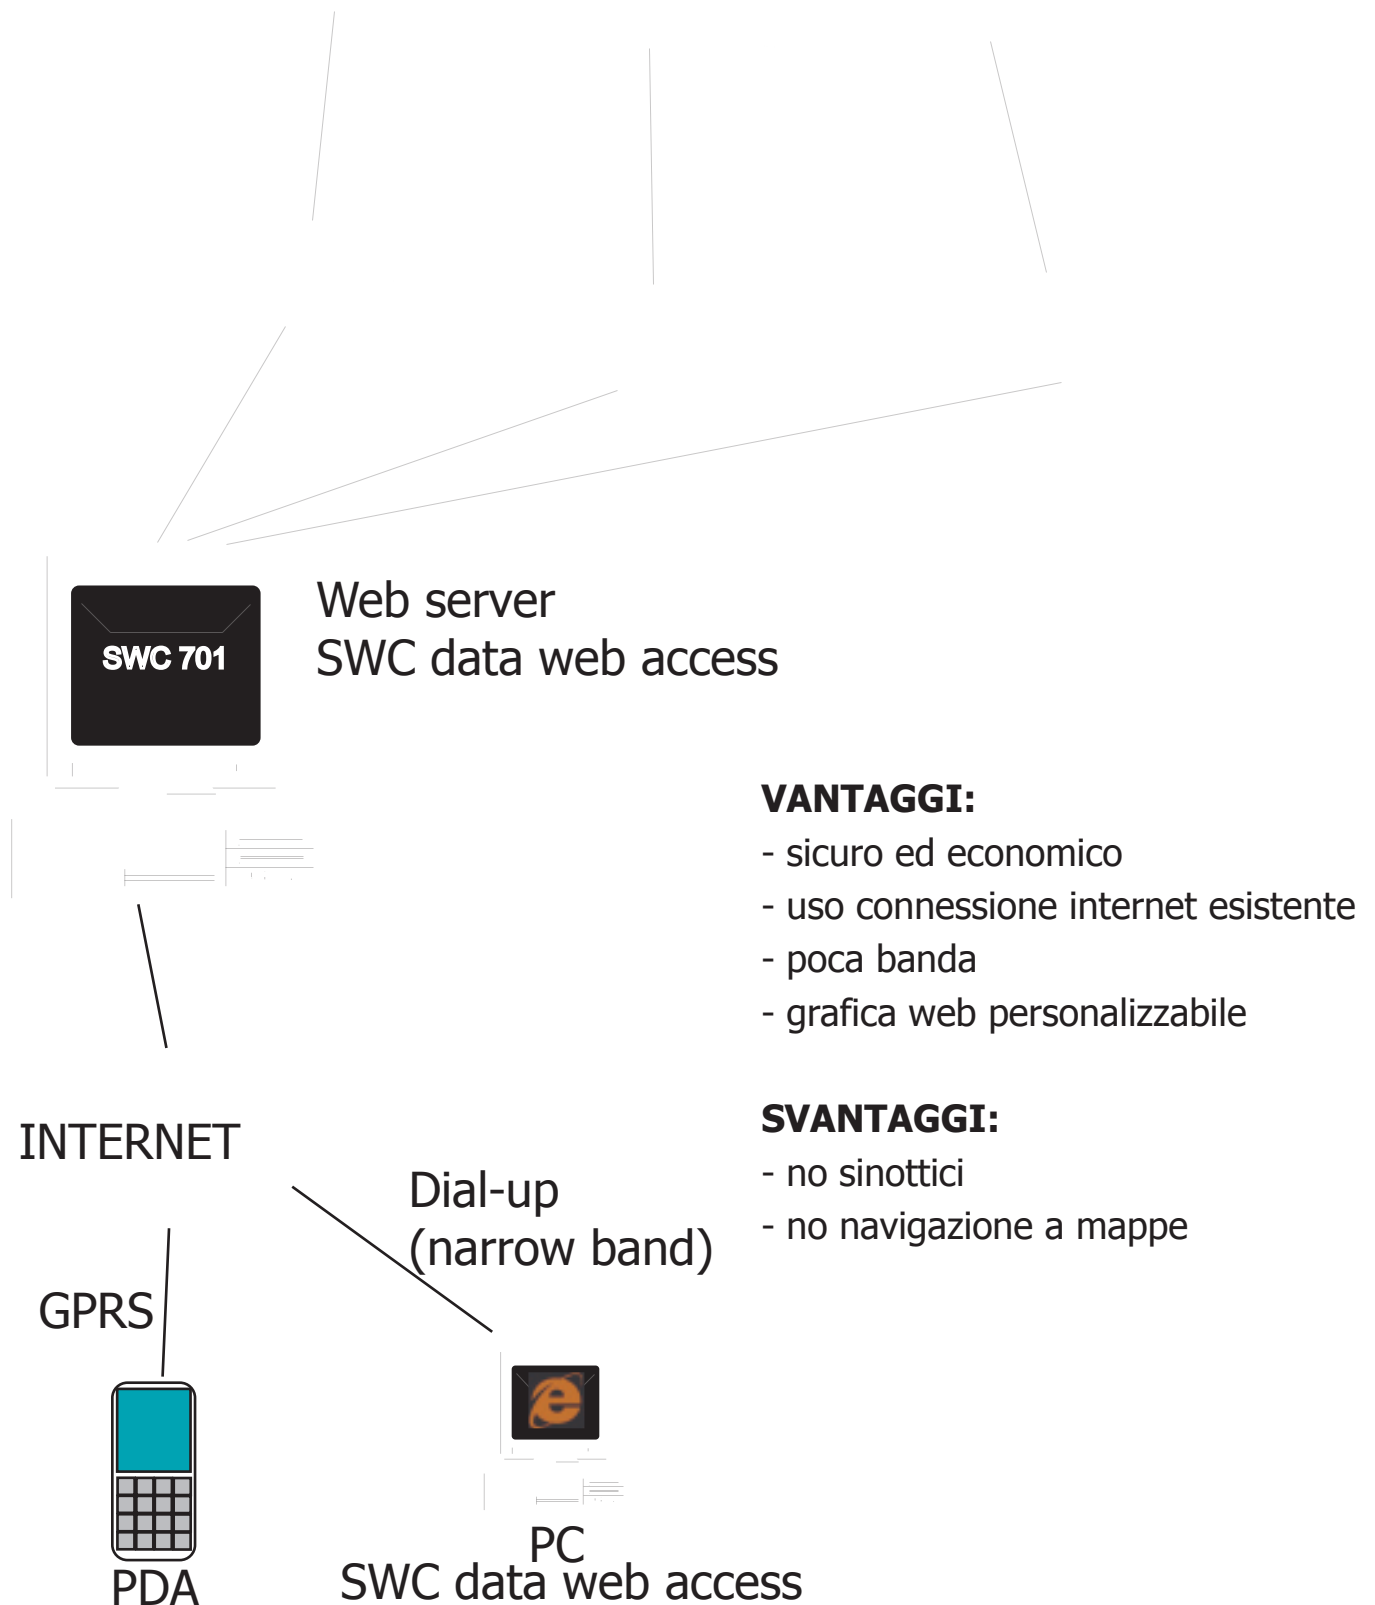 Web server
SWC data web access
SWC 701
VANTAGGI:
- sicuro ed economico
- uso connessione internet esistente
- poca banda
- grafica web personalizzabile
SVANTAGGI:
- no sinottici
- no navigazione a mappe
INTERNET
Dial-up
(narrow band)
GPRS
PDA
PC
SWC data web access